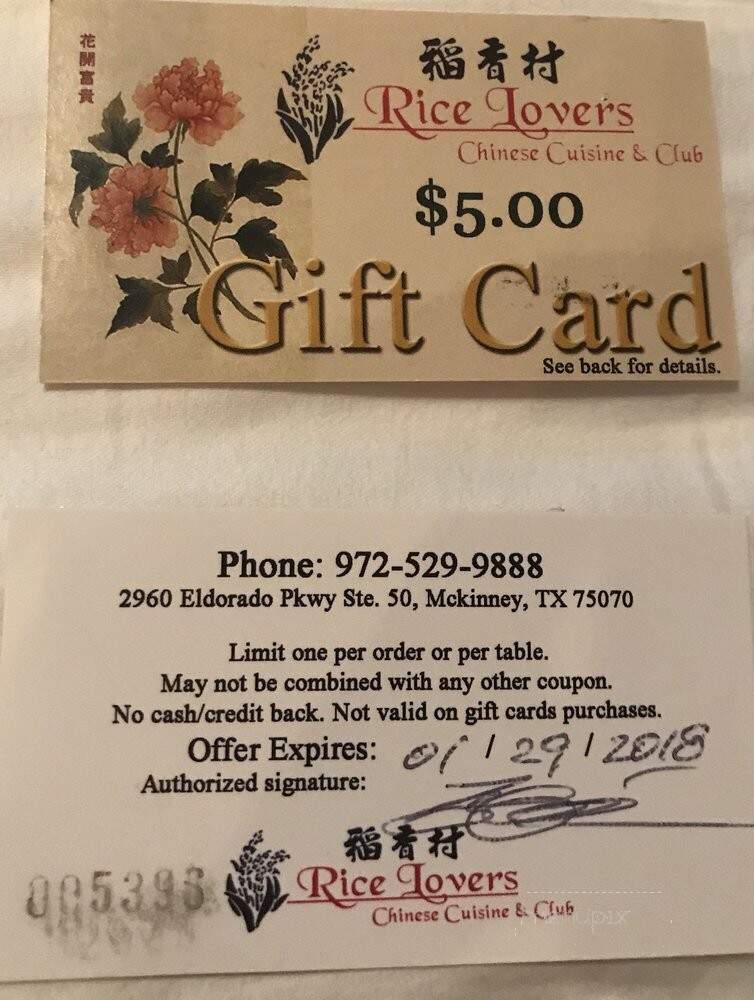 花開富貴
稻香村
Rice Lovers
Chinese Cuisine & Club
$5.00
Gift Card
See back for details.
Phone: 972-529-9888
2960 Eldorado Pkwy Ste. 50, Mckinney, TX 75070
Limit one per order or per table.
May not be combined with any other coupon.
No cash/credit back. Not valid on gift cards purchases.
Offer Expires: 01 / 29 / 2018
Authorized signature:
稻香村
005396
Rice Lovers
Chinese Cuisine & Club
menupix